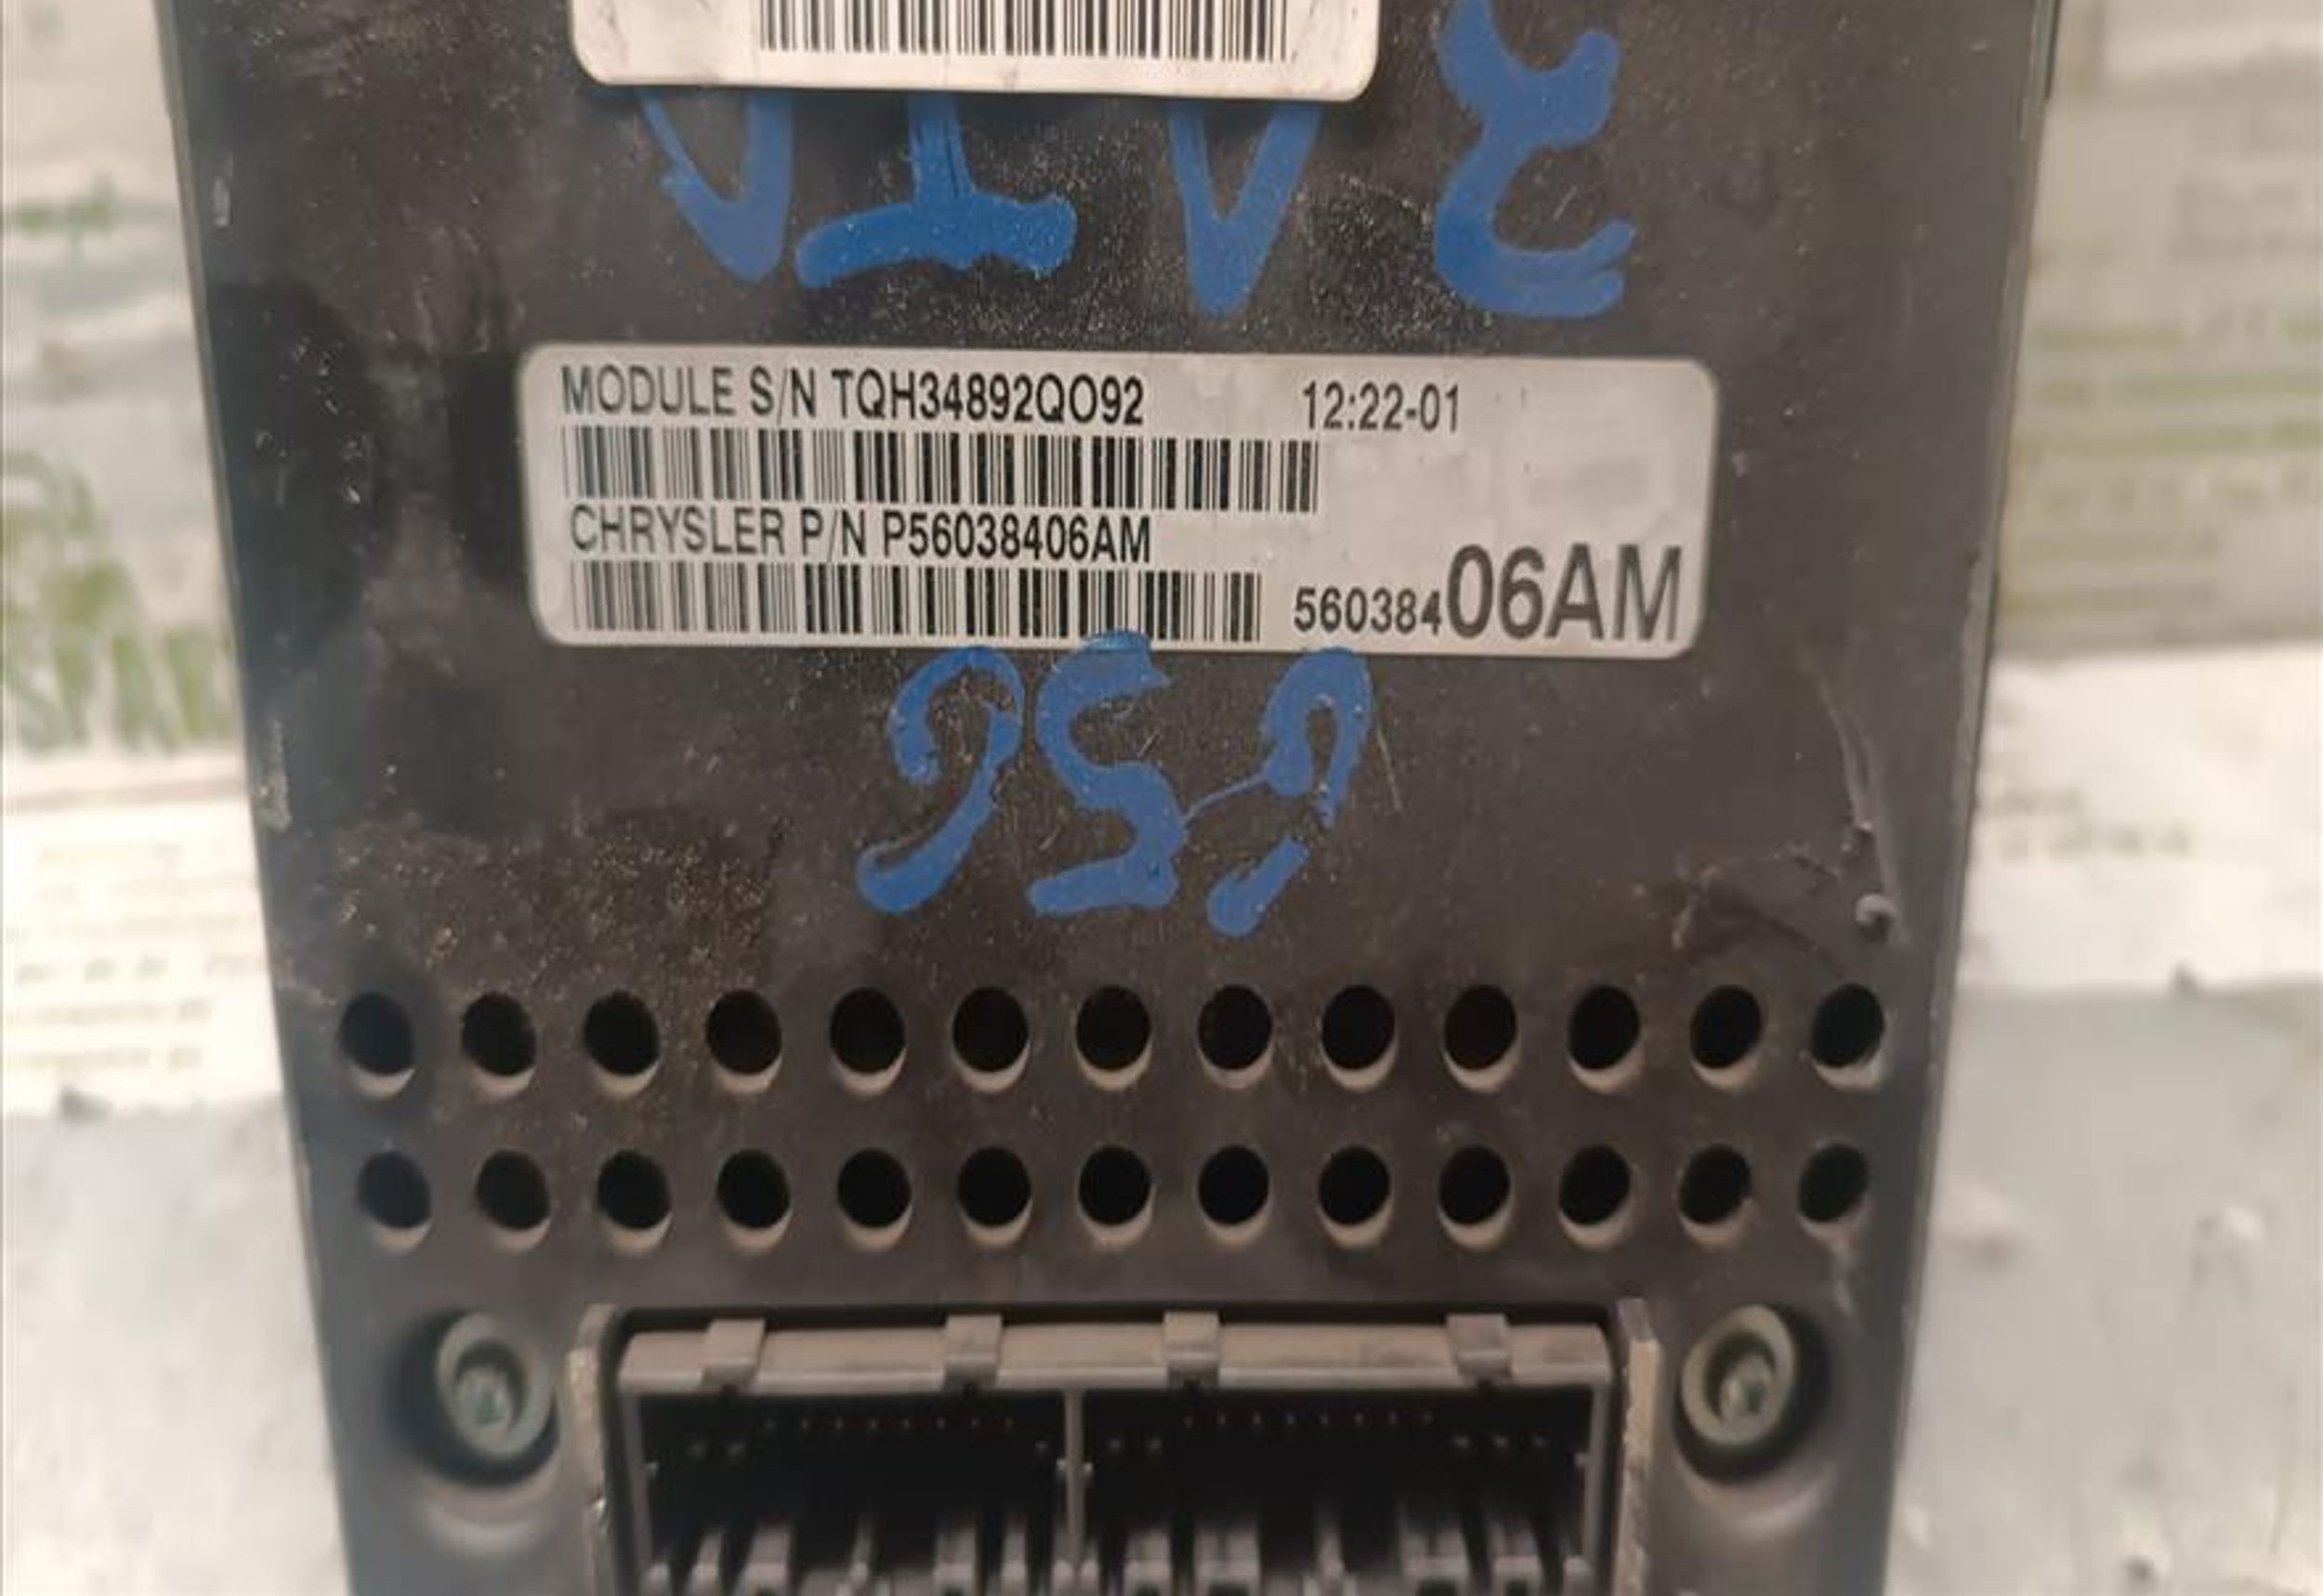 MODULE S/N TQH34892QO92 12:22-01
CHRYSLER P/N P56038406AM
56038406AM